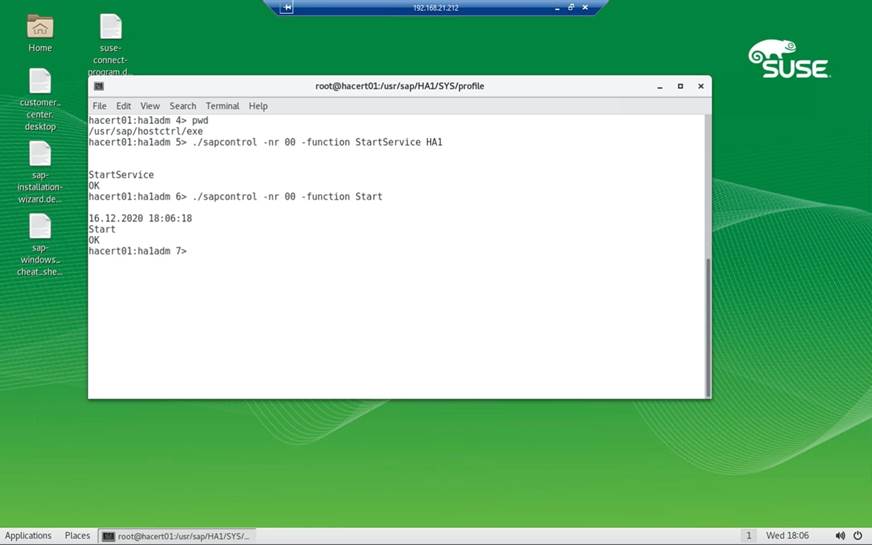 192.168.21.212
Home
suse-
connect-
program.d...
customer_
center.
desktop
sap-
installation-
wizard.de...
sap-
windows_
cheat_she...
SUSE
root@hacert01:/usr/sap/HA1/SYS/profile
File Edit View Search Terminal Help
hacert01:ha1adm 4> pwd
/usr/sap/hostctrl/exe
hacert01:ha1adm 5> ./sapcontrol -nr 00 -function StartService HA1
StartService
OK
hacert01:ha1adm 6> ./sapcontrol -nr 00 -function Start
16.12.2020 18:06:18
Start
OK
hacert01:ha1adm 7>
Applications Places root@hacert01:/usr/sap/HA1/SYS/... 1 Wed 18:06